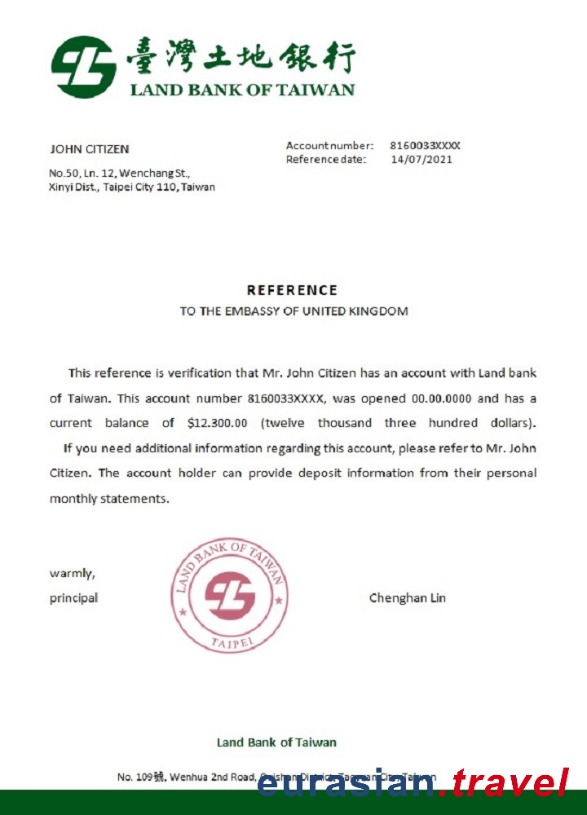 臺灣土地銀行
LAND BANK OF TAIWAN
JOHN CITIZEN
No.50, Ln. 12, Wenchang St.,
Xinyi Dist., Taipei City 110, Taiwan
Account number: 8160033XXXX
Reference date: 14/07/2021
REFERENCE
TO THE EMBASSY OF UNITED KINGDOM
This reference is verification that Mr. John Citizen has an account with Land bank
of Taiwan. This account number 8160033XXXX, was opened 00.00.0000 and has a
current balance of $12.300.00 (twelve thousand three hundred dollars).
If you need additional information regarding this account, please refer to Mr. John
Citizen. The account holder can provide deposit information from their personal
monthly statements.
warmly,
principal
LAND BANK OF TAIWAN
TAIPEI
Chenghan Lin
Land Bank of Taiwan
No. 109號, Wenhua 2nd Road, Guishan District, Taoyuan City, Taiwan
eurasian.travel